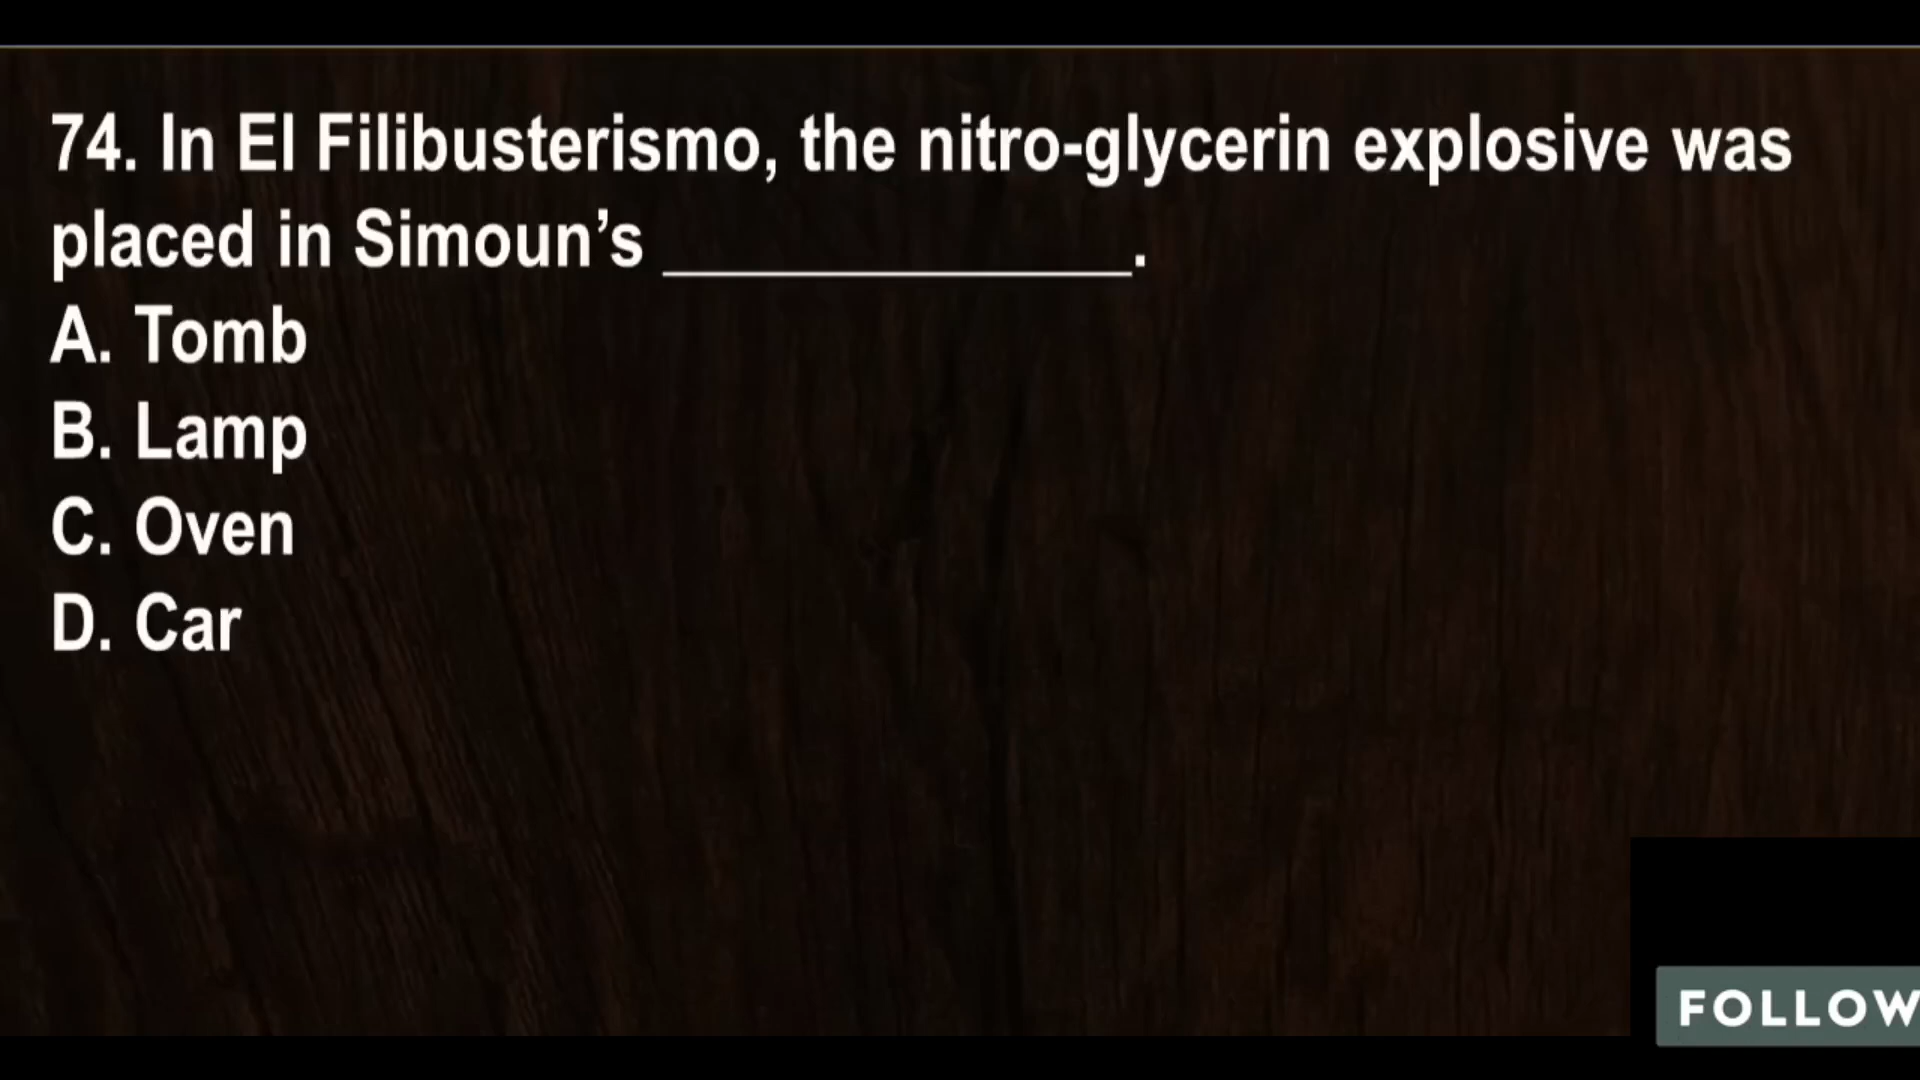 74. In El Filibusterismo, the nitro-glycerin explosive was
placed in Simoun’s ______________.
A. Tomb
B. Lamp
C. Oven
D. Car
FOLLOW